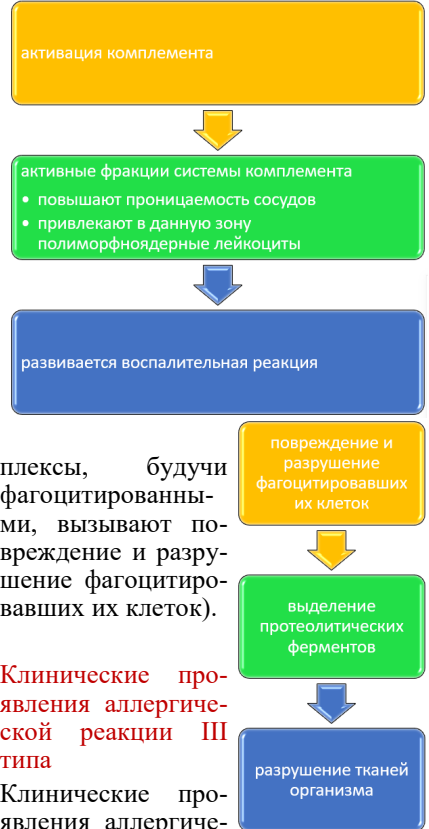 активация комплемента
активные фракции системы комплемента
• повышают проницаемость сосудов
• привлекают в данную зону
полиморфноядерные лейкоциты
развивается воспалительная реакция
плексы, будучи
фагоцитированны-
ми, вызывают по-
вреждение и разру-
шение фагоцитиро-
вавших их клеток).
Клинические про-
явления аллергиче-
ской реакции III
типа
Клинические про-
явления аллергиче-
повреждение и
разрушение
фагоцитировавших
их клеток
выделение
протеолитических
ферментов
разрушение тканей
организма